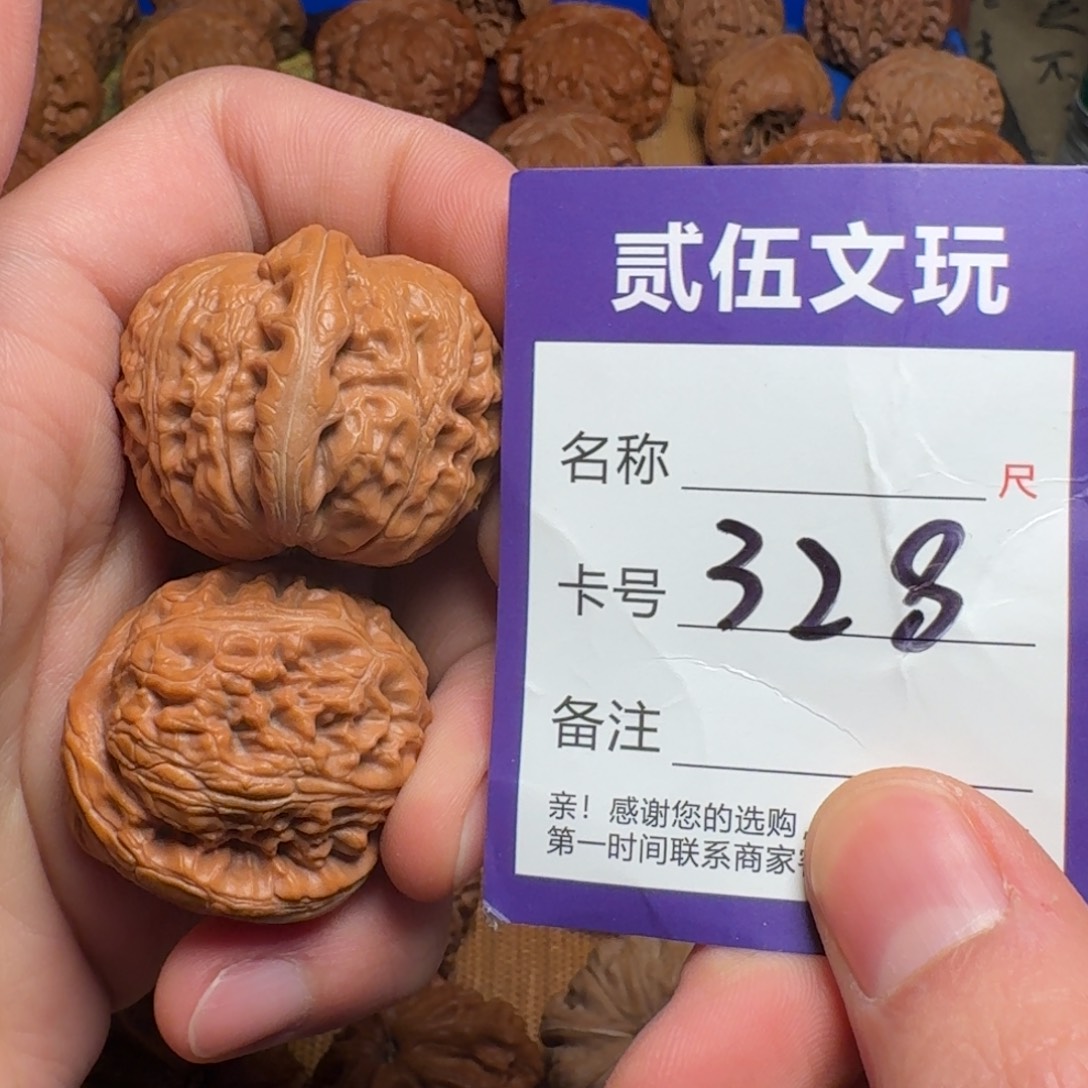 贰伍文玩
名称 尺
卡号 328
备注
亲！感谢您的选购
第一时间联系商家